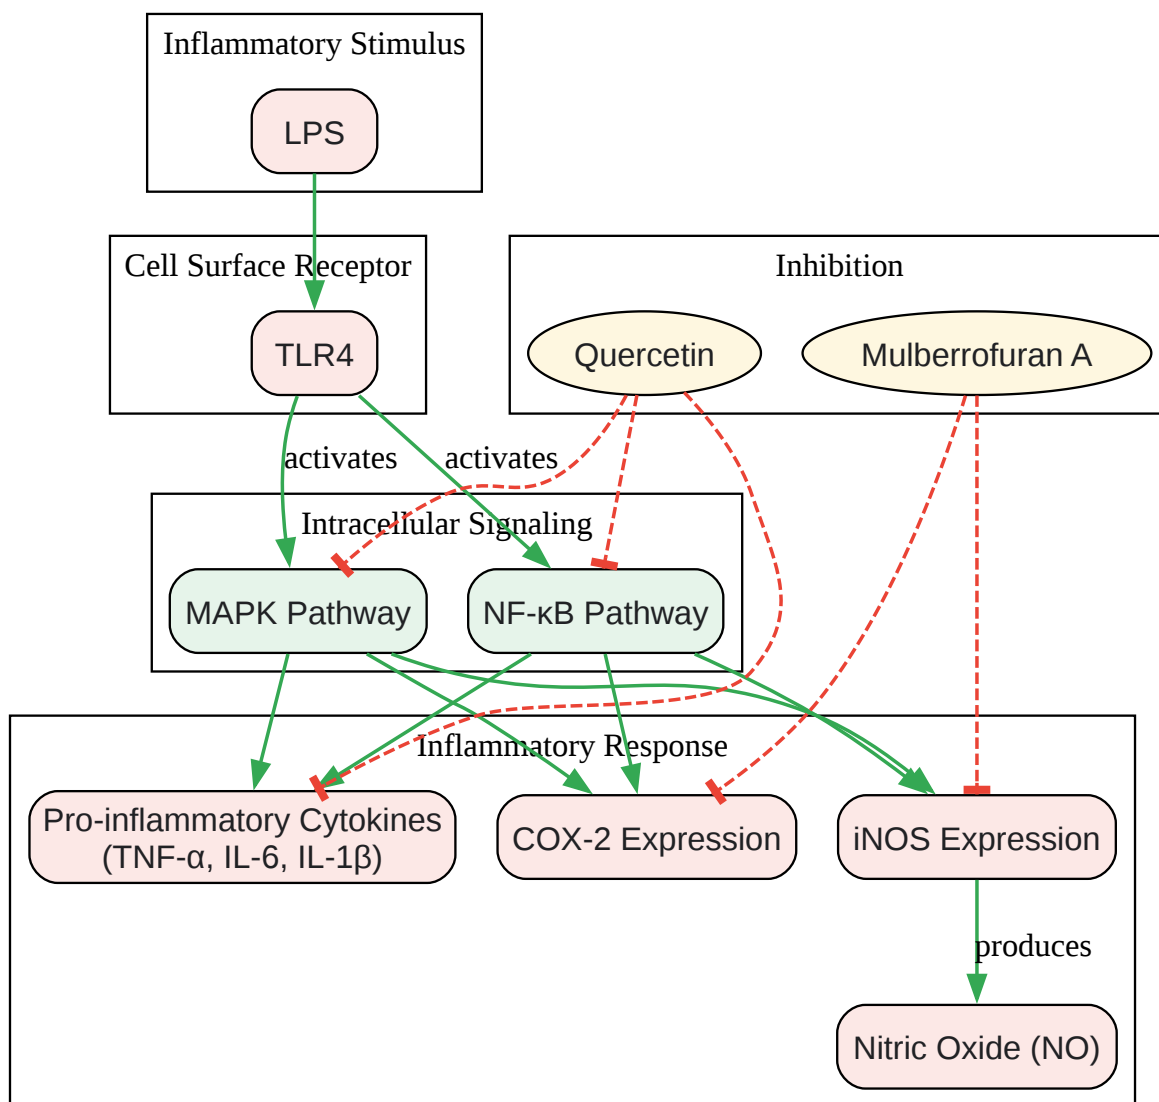 Inflammatory Stimulus
LPS
Cell Surface Receptor
Inhibition
TLR4
Quercetin
Mulberrofuran A
activates
activates
Intracellular Signaling
MAPK Pathway
NF-κB Pathway
Inflammatory Response
Pro-inflammatory Cytokines
(TNF-α, IL-6, IL-1β)
COX-2 Expression
iNOS Expression
produces
Nitric Oxide (NO)